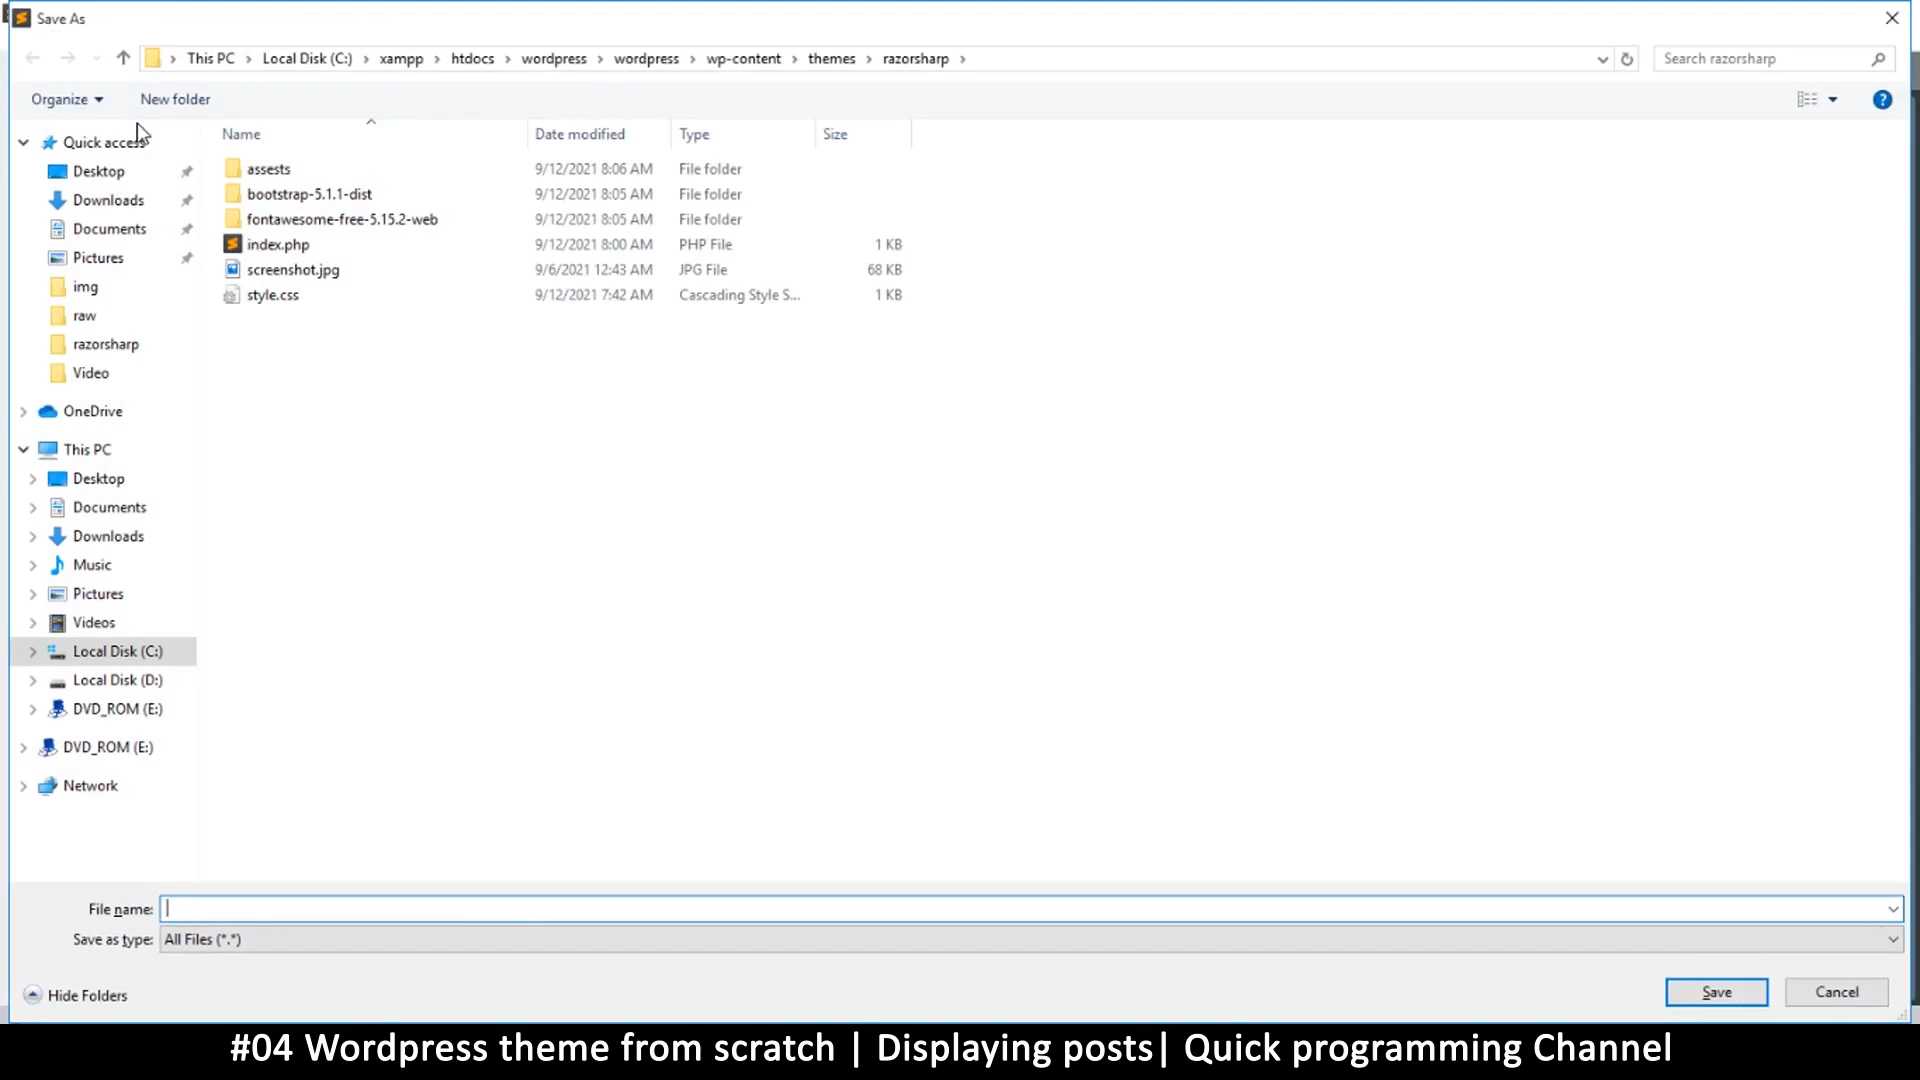 Save As
This PC > Local Disk (C:) > xampp > htdocs > wordpress > wordpress > wp-content > themes > razorsharp >
Search razorsharp
Organize
New folder
Name
Date modified
Type
Size
Quick access
Desktop
Downloads
Documents
Pictures
img
raw
razorsharp
Video
OneDrive
This PC
Desktop
Documents
Downloads
Music
Pictures
Videos
Local Disk (C:)
Local Disk (D:)
DVD_ROM (E:)
DVD_ROM (E:)
Network
assests 9/12/2021 8:06 AM File folder
bootstrap-5.1.1-dist 9/12/2021 8:05 AM File folder
fontawesome-free-5.15.2-web 9/12/2021 8:05 AM File folder
index.php 9/12/2021 8:00 AM PHP File 1 KB
screenshot.jpg 9/6/2021 12:43 AM JPG File 68 KB
style.css 9/12/2021 7:42 AM Cascading Style S... 1 KB
File name:
Save as type: All Files (*.*)
Hide Folders
Save
Cancel
#04 Wordpress theme from scratch | Displaying posts| Quick programming Channel